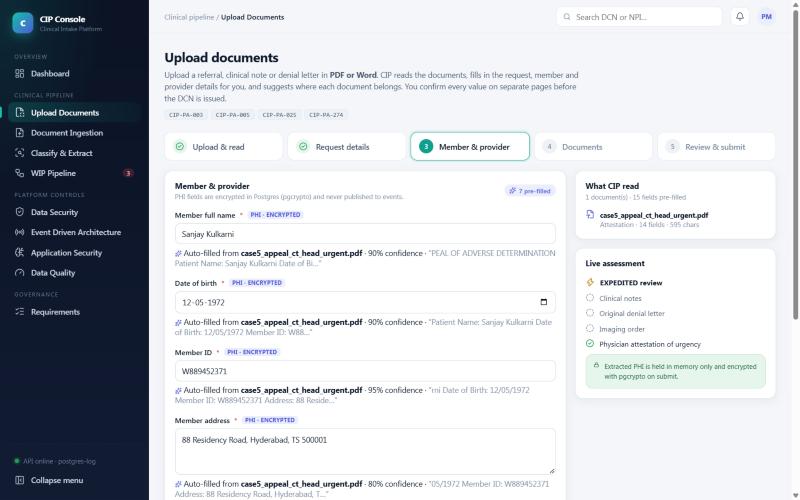 C
CIP Console
Clinical Intake Platform
OVERVIEW
Dashboard
CLINICAL PIPELINE
Upload Documents
Document Ingestion
Classify & Extract
WIP Pipeline 3
PLATFORM CONTROLS
Data Security
Event Driven Architecture
Application Security
Data Quality
GOVERNANCE
Requirements
API online · postgres-log
Collapse menu
Clinical pipeline / Upload Documents
Search DCN or NPI...
PM
Upload documents
Upload a referral, clinical note or denial letter in PDF or Word. CIP reads the documents, fills in the request, member and
provider details for you, and suggests where each document belongs. You confirm every value on separate pages before
the DCN is issued.
CIP-PA-003 CIP-PA-005 CIP-PA-025 CIP-PA-274
Upload & read
Request details
3 Member & provider
4 Documents
5 Review & submit
Member & provider
PHI fields are encrypted in Postgres (pgcrypto) and never published to events.
7 pre-filled
Member full name * PHI · ENCRYPTED
Sanjay Kulkarni
Auto-filled from case5_appeal_ct_head_urgent.pdf · 90% confidence · "PEAL OF ADVERSE DETERMINATION
Patient Name: Sanjay Kulkarni Date of Bi..."
Date of birth * PHI · ENCRYPTED
12-05-1972
Auto-filled from case5_appeal_ct_head_urgent.pdf · 90% confidence · "Patient Name: Sanjay Kulkarni Date
of Birth: 12/05/1972 Member ID: W88..."
Member ID * PHI · ENCRYPTED
W889452371
Auto-filled from case5_appeal_ct_head_urgent.pdf · 95% confidence · "rni Date of Birth: 12/05/1972
Member ID: W889452371 Address: 88 Reside..."
Member address * PHI · ENCRYPTED
88 Residency Road, Hyderabad, TS 500001
Auto-filled from case5_appeal_ct_head_urgent.pdf · 80% confidence · "05/1972 Member ID: W889452371
Address: 88 Residency Road, Hyderabad, T..."
What CIP read
1 document(s) · 15 fields pre-filled
case5_appeal_ct_head_urgent.pdf
Attestation · 14 fields · 595 chars
Live assessment
EXPEDITED review
Clinical notes
Original denial letter
Imaging order
Physician attestation of urgency
Extracted PHI is held in memory only and encrypted
with pgcrypto on submit.